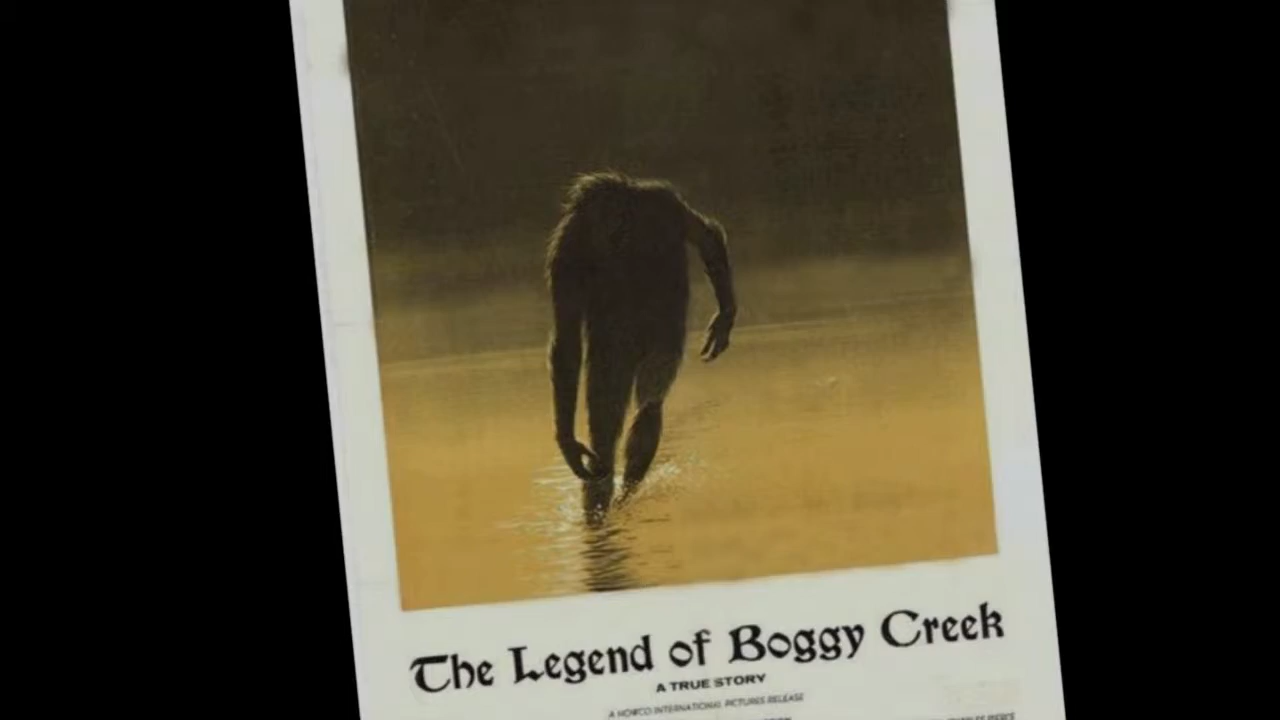 The Legend of Boggy Creek
A TRUE STORY
A HOWCO INTERNATIONAL PICTURES RELEASE